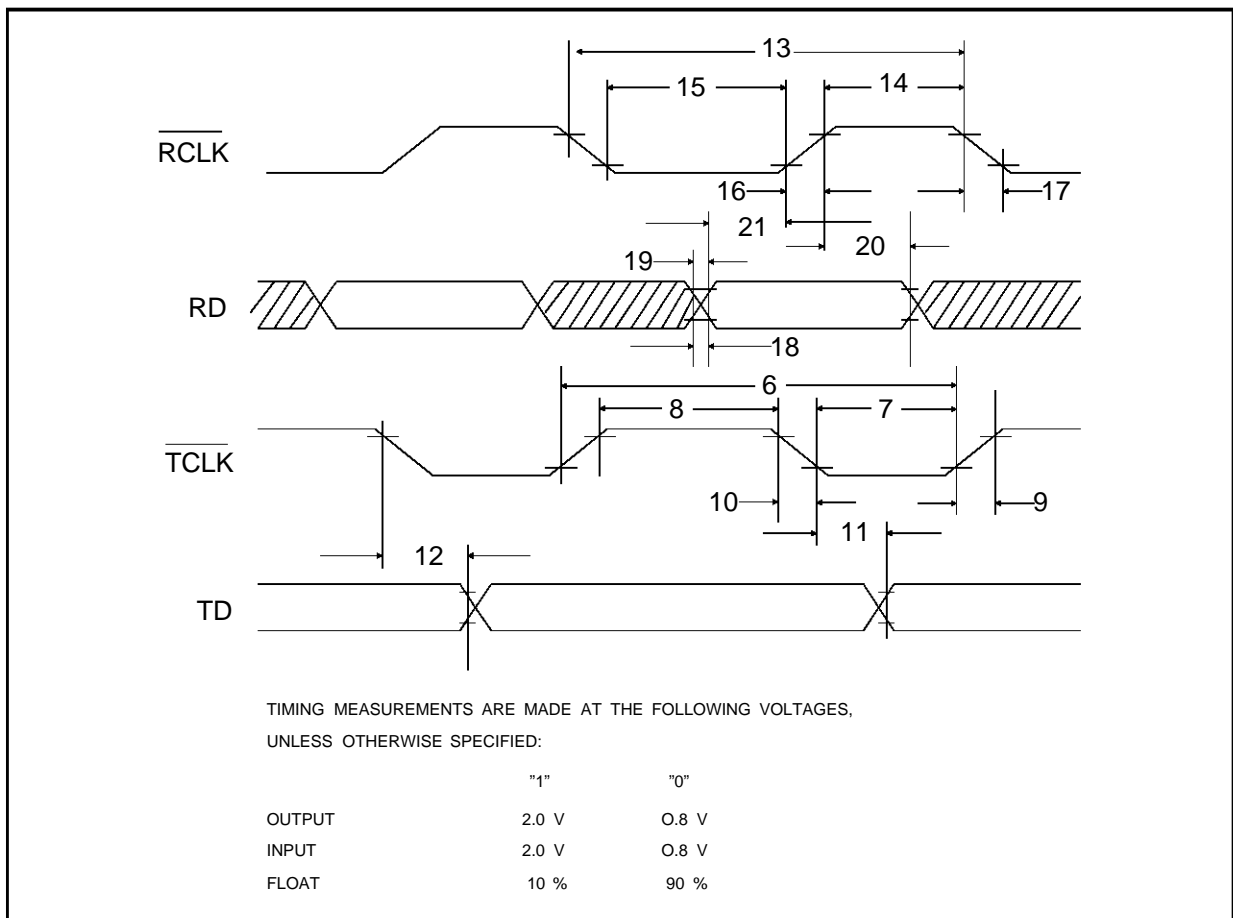 13
15 14
RCLK
16 17
21
20
19
RD
18
6
8 7
TCLK
10 9
11
12
TD
TIMING MEASUREMENTS ARE MADE AT THE FOLLOWING VOLTAGES,
UNLESS OTHERWISE SPECIFIED:
”1” ”0”
OUTPUT 2.0 V O.8 V
INPUT 2.0 V O.8 V
FLOAT 10 % 90 %